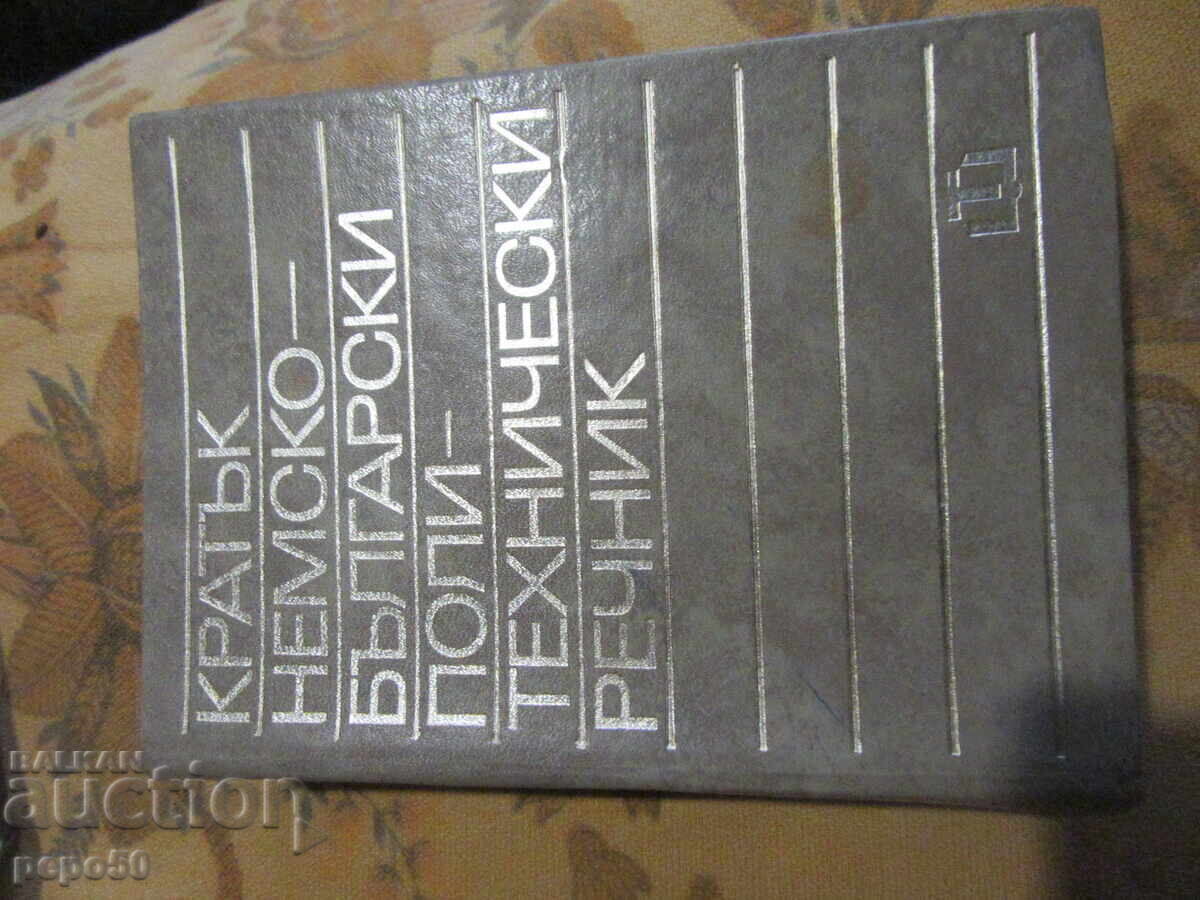 КРАТЪК
НЕМСКО—
БЪЛГАРСКИ
ПОЛИ—
ТЕХНИЧЕСКИ
РЕЧНИК
BALKAN
auction
pepo50